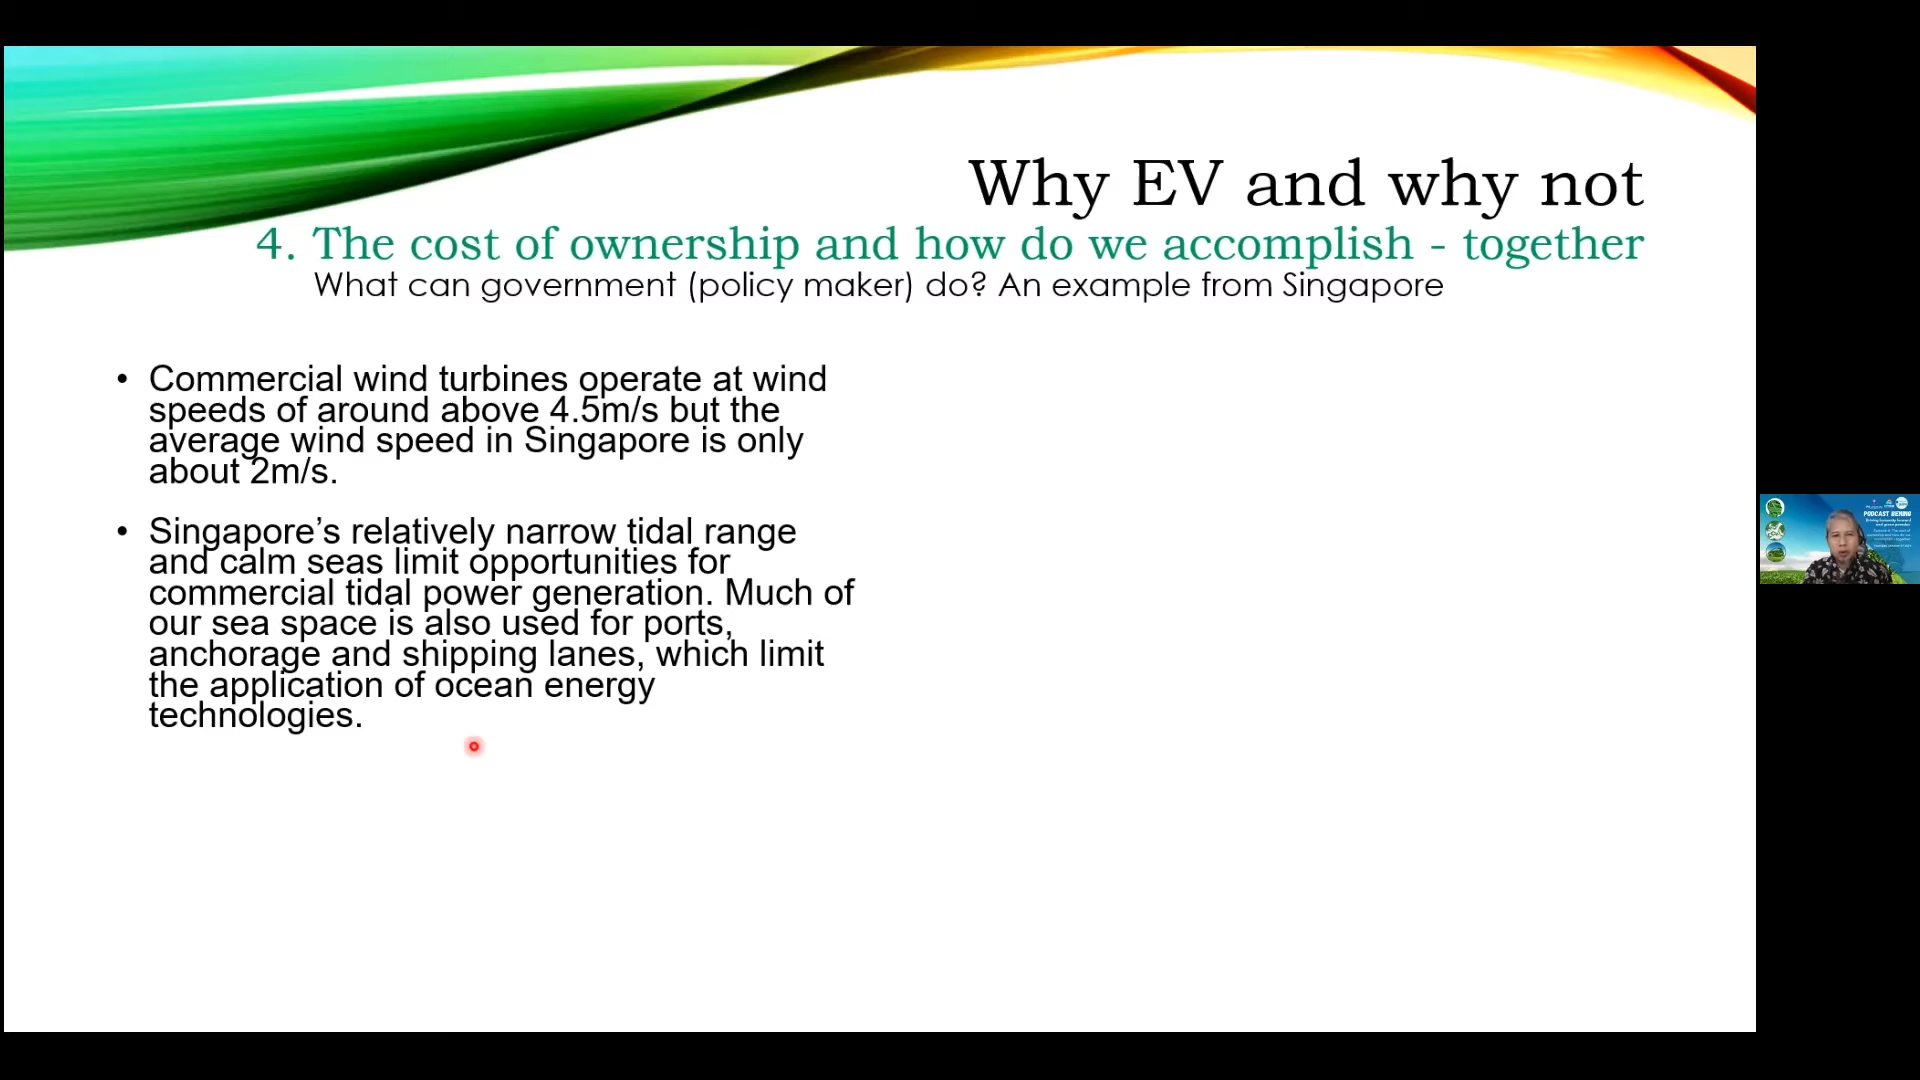 Why EV and why not
4. The cost of ownership and how do we accomplish - together
What can government (policy maker) do? An example from Singapore
• Commercial wind turbines operate at wind
speeds of around above 4.5m/s but the
average wind speed in Singapore is only
about 2m/s.
• Singapore’s relatively narrow tidal range
and calm seas limit opportunities for
commercial tidal power generation. Much of
our sea space is also used for ports,
anchorage and shipping lanes, which limit
the application of ocean energy
technologies.
PODCAST BENING